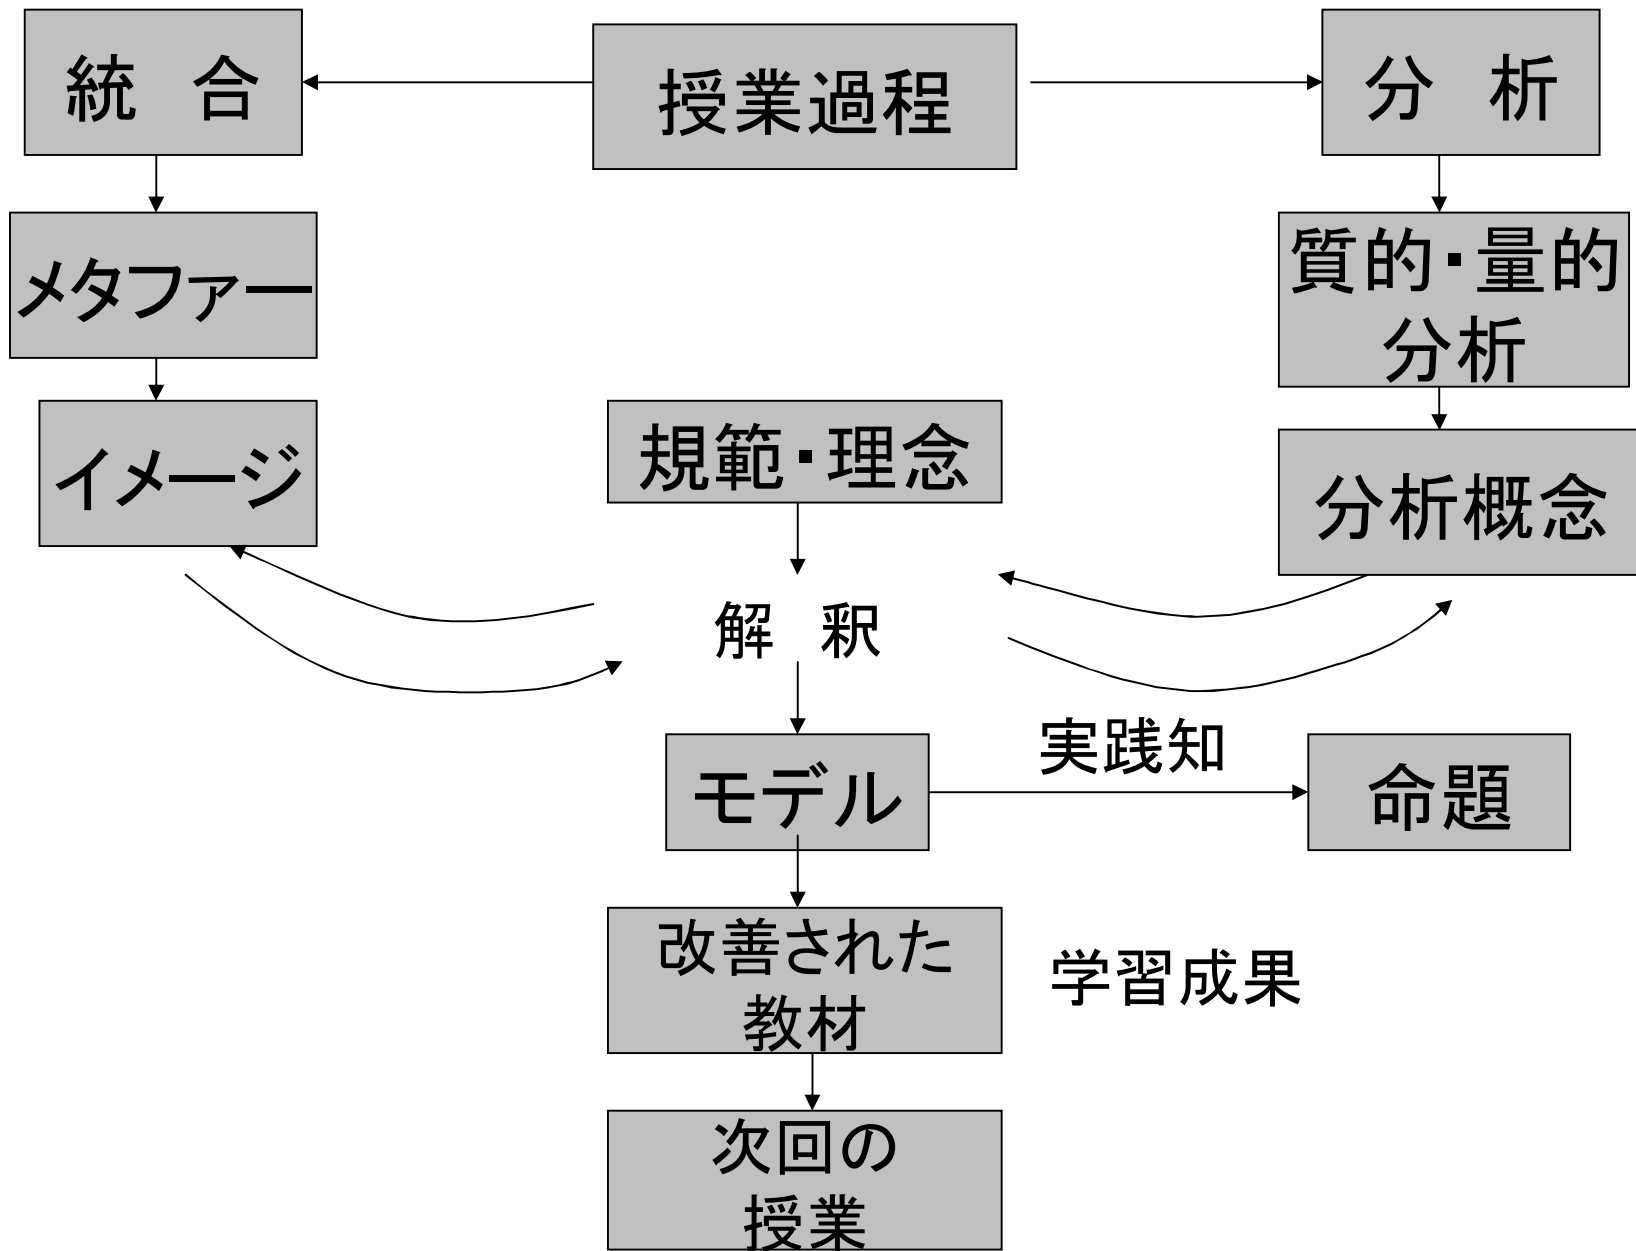 統　合
授業過程
分　析
メタファー
質的・量的
分析
イメージ
規範・理念
分析概念
解　釈
実践知
モデル
命題
改善された
教材
学習成果
次回の
授業